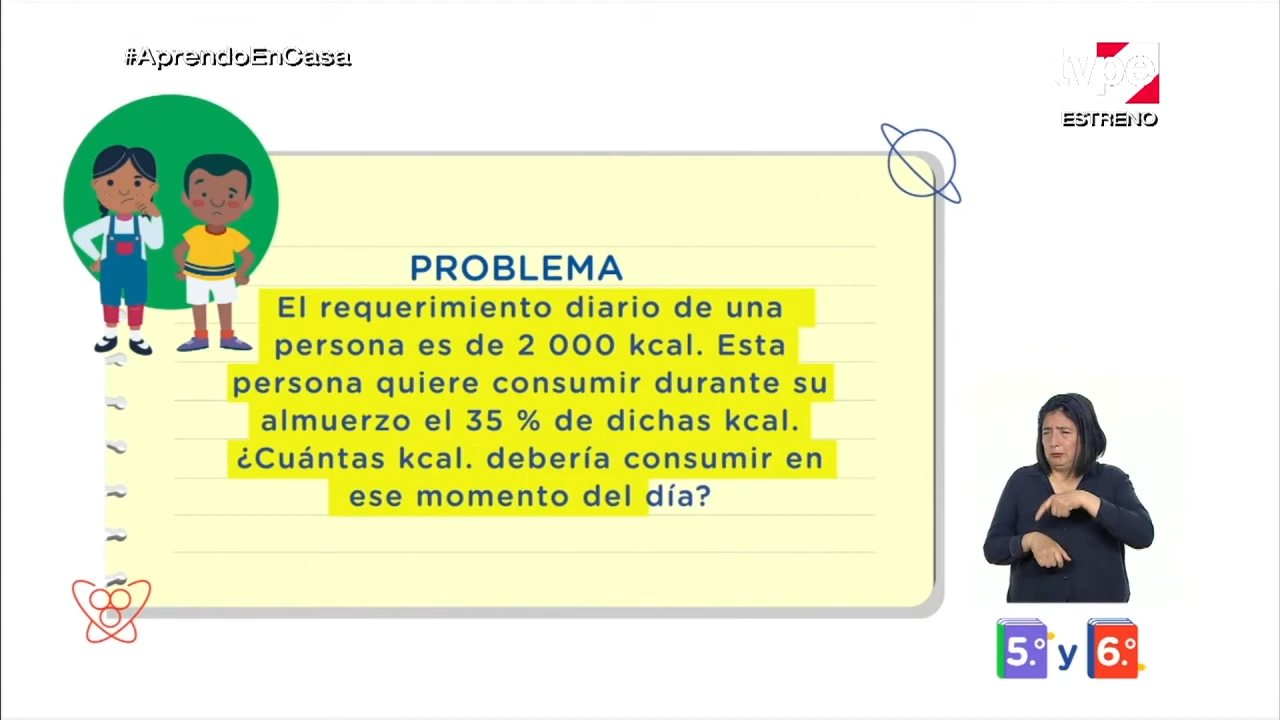 #AprendoEnCasa
tvpe
ESTRENO
PROBLEMA
El requerimiento diario de una
persona es de 2 000 kcal. Esta
persona quiere consumir durante su
almuerzo el 35 % de dichas kcal.
¿Cuántas kcal. debería consumir en
ese momento del día?
5.° y 6.°